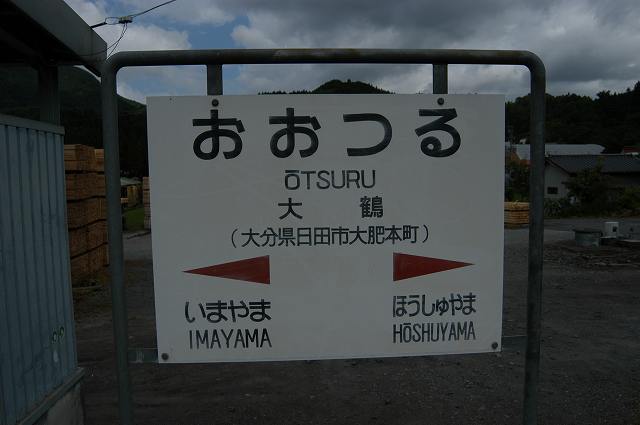 おおつる
ŌTSURU
大鶴
(大分県日田市大肥本町)
いまやま ほうしゅやま
IMAYAMA HŌSHUYAMA